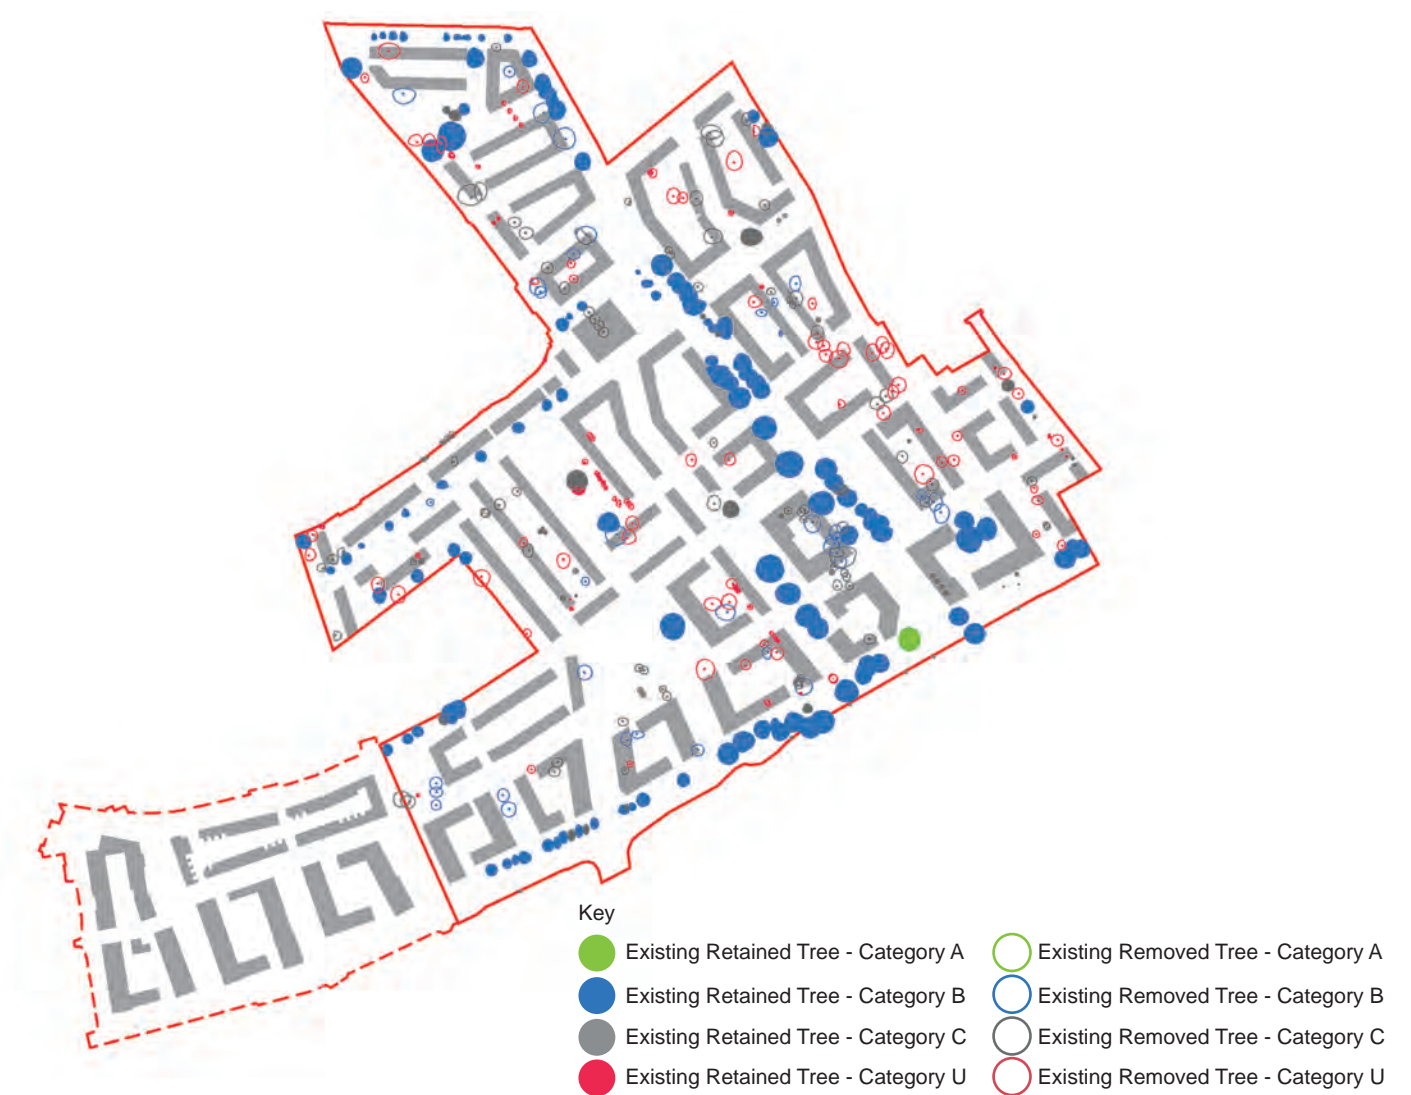 Key
Existing Retained Tree - Category A
Existing Retained Tree - Category B
Existing Retained Tree - Category C
Existing Retained Tree - Category U
Existing Removed Tree - Category A
Existing Removed Tree - Category B
Existing Removed Tree - Category C
Existing Removed Tree - Category U